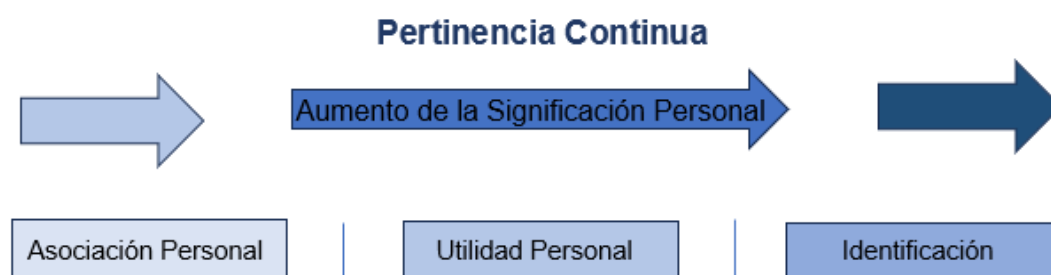 Pertinencia Continua
Aumento de la Significación Personal
Asociación Personal
Utilidad Personal
Identificación